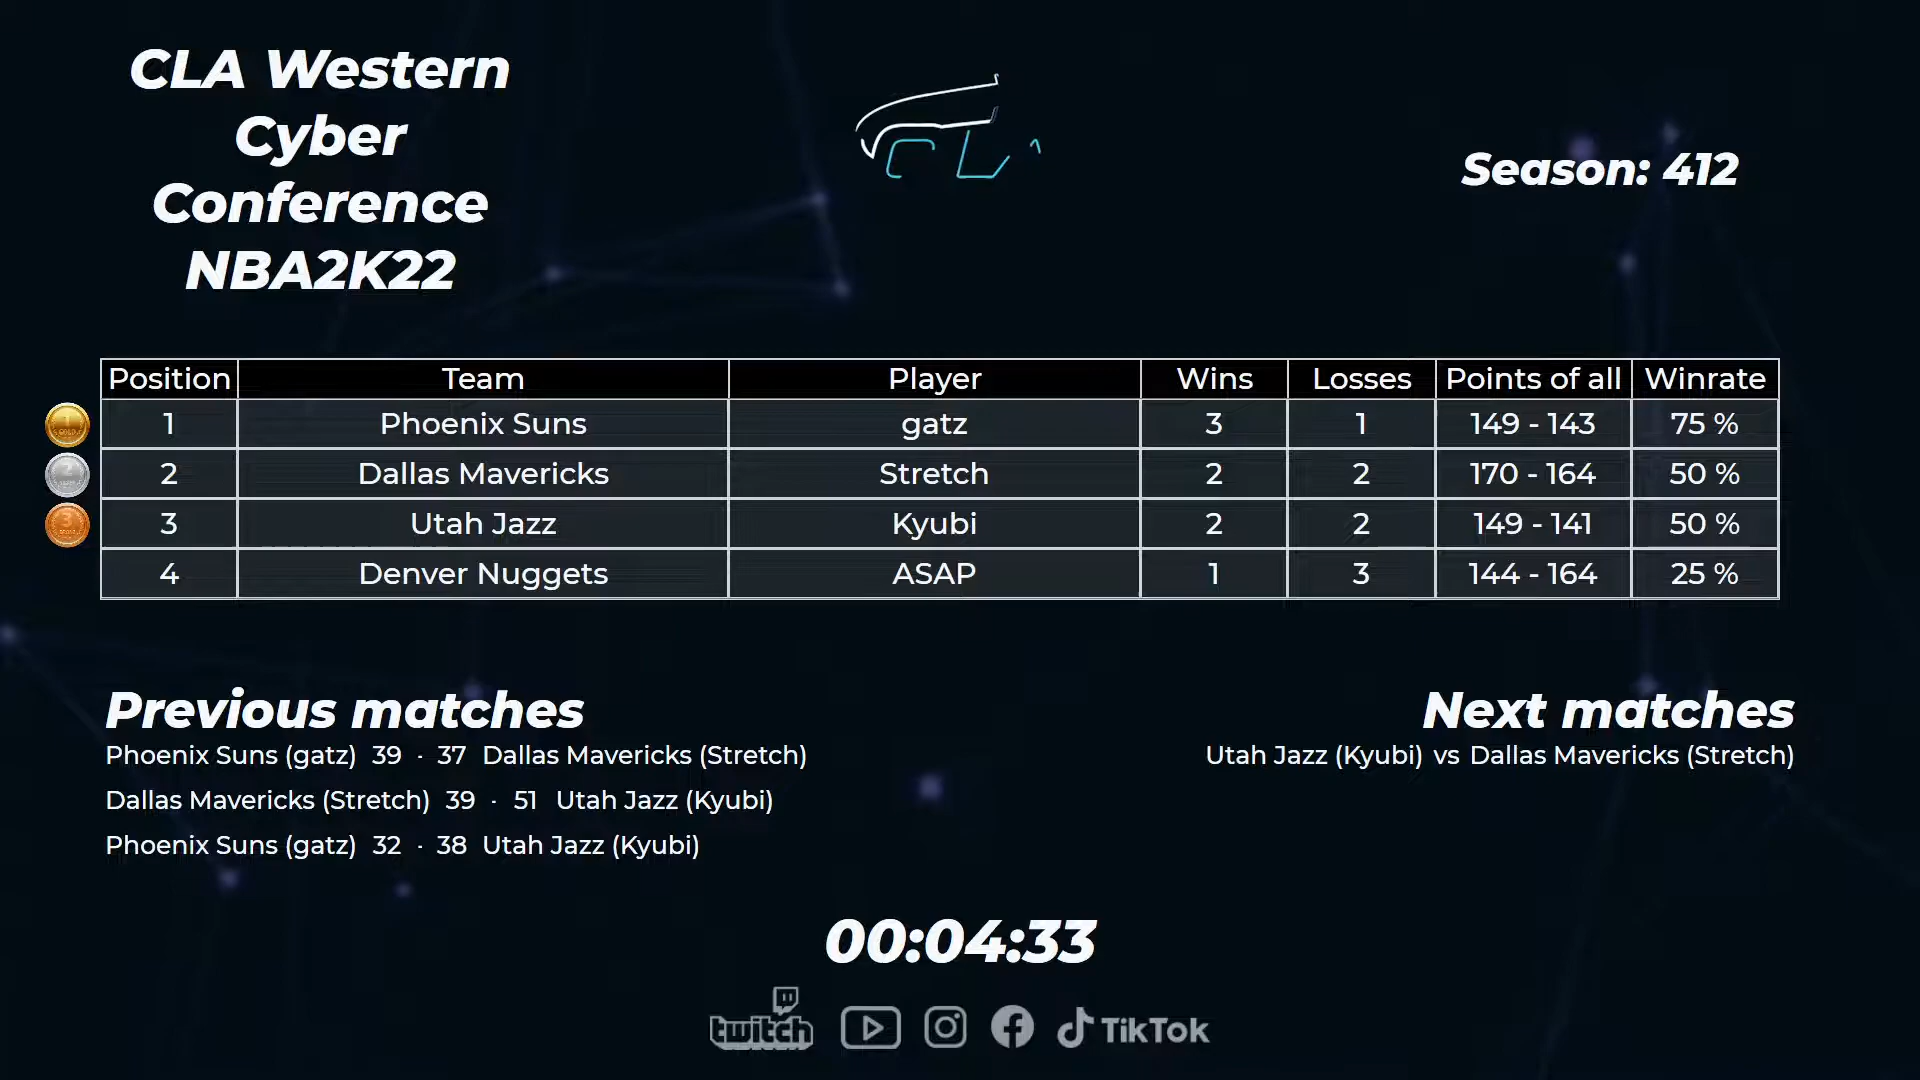 CLA Western
Cyber
Conference
NBA2K22
Season: 412
Position Team Player Wins Losses Points of all Winrate
1 Phoenix Suns gatz 3 1 149 - 143 75 %
2 Dallas Mavericks Stretch 2 2 170 - 164 50 %
3 Utah Jazz Kyubi 2 2 149 - 141 50 %
4 Denver Nuggets ASAP 1 3 144 - 164 25 %
Previous matches
Phoenix Suns (gatz) 39 · 37 Dallas Mavericks (Stretch)
Dallas Mavericks (Stretch) 39 · 51 Utah Jazz (Kyubi)
Phoenix Suns (gatz) 32 · 38 Utah Jazz (Kyubi)
Next matches
Utah Jazz (Kyubi) vs Dallas Mavericks (Stretch)
00:04:33
twitch TikTok